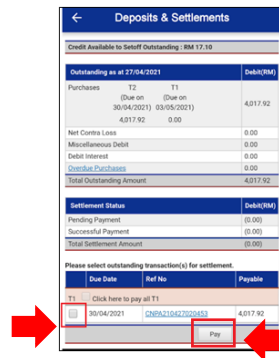 Deposits & Settlements
Credit Available to Setoff Outstanding : RM 17.10
Outstanding as at 27/04/2021 Debit(RM)
Purchases T2 T1
(Due on (Due on
30/04/2021) 03/05/2021) 4,017.92
4,017.92 0.00
Net Contra Loss 0.00
Miscellaneous Debit 0.00
Debit Interest 0.00
Overdue Purchases 0.00
Total Outstanding Amount 4,017.92
Settlement Status Debit(RM)
Pending Payment (0.00)
Successful Payment (0.00)
Total Settlement Amount (0.00)
Please select outstanding transaction(s) for settlement.
Due Date Ref No Payable
T1 Click here to pay all T1
30/04/2021 CNPA210427020453 4,017.92
Pay